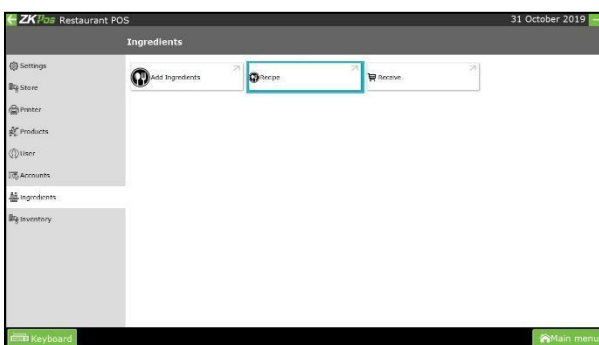 ZKPos Restaurant POS
31 October 2019
Ingredients
Settings
Store
Printer
Products
User
Accounts
Ingredients
Inventory
Add Ingredients
Recipe
Receive
Keyboard
Main menu